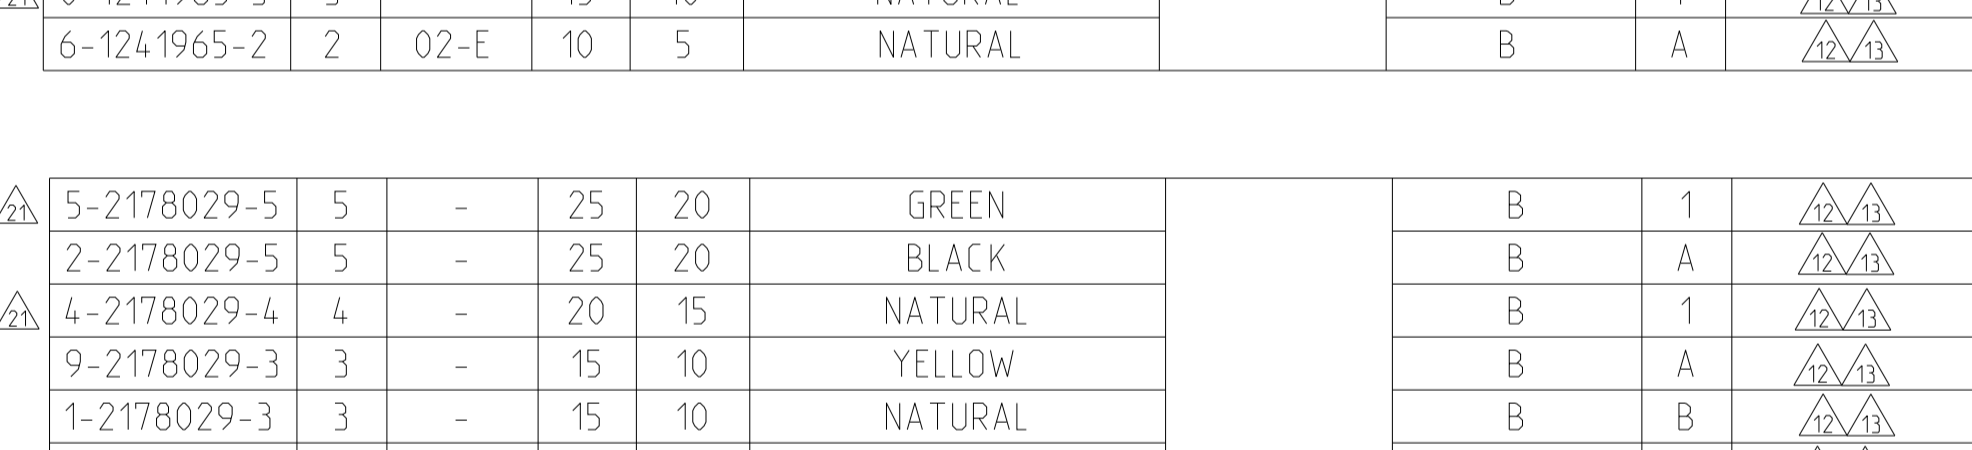 6-1241965-2 2 02-E 10 5 NATURAL B A 12 13
21 5-2178029-5 5 - 25 20 GREEN B 1 12 13
2-2178029-5 5 - 25 20 BLACK B A 12 13
21 4-2178029-4 4 - 20 15 NATURAL B 1 12 13
9-2178029-3 3 - 15 10 YELLOW B A 12 13
1-2178029-3 3 - 15 10 NATURAL B B 12 13